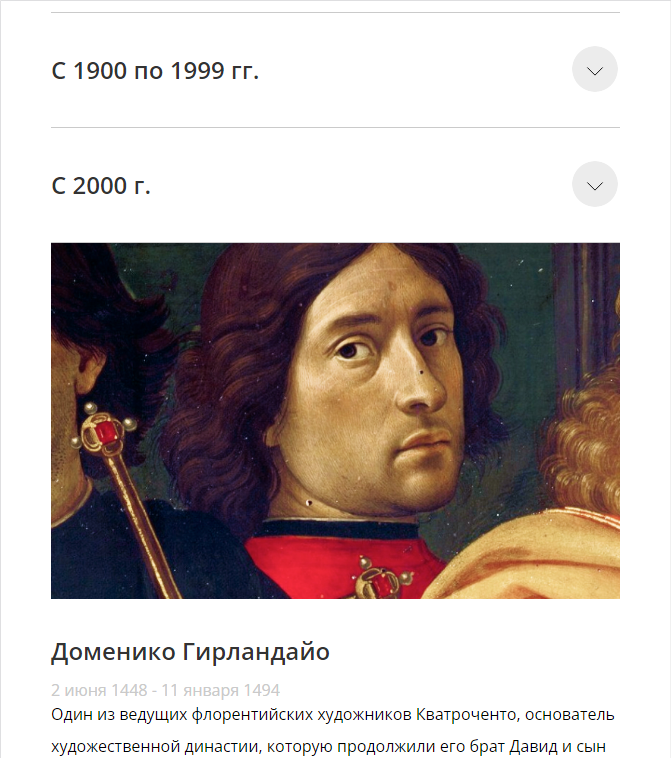 С 1900 по 1999 гг.
С 2000 г.
Доменико Гирландайо
2 июня 1448 - 11 января 1494
Один из ведущих флорентийских художников Кватроченто, основатель
художественной династии, которую продолжили его брат Давид и сын